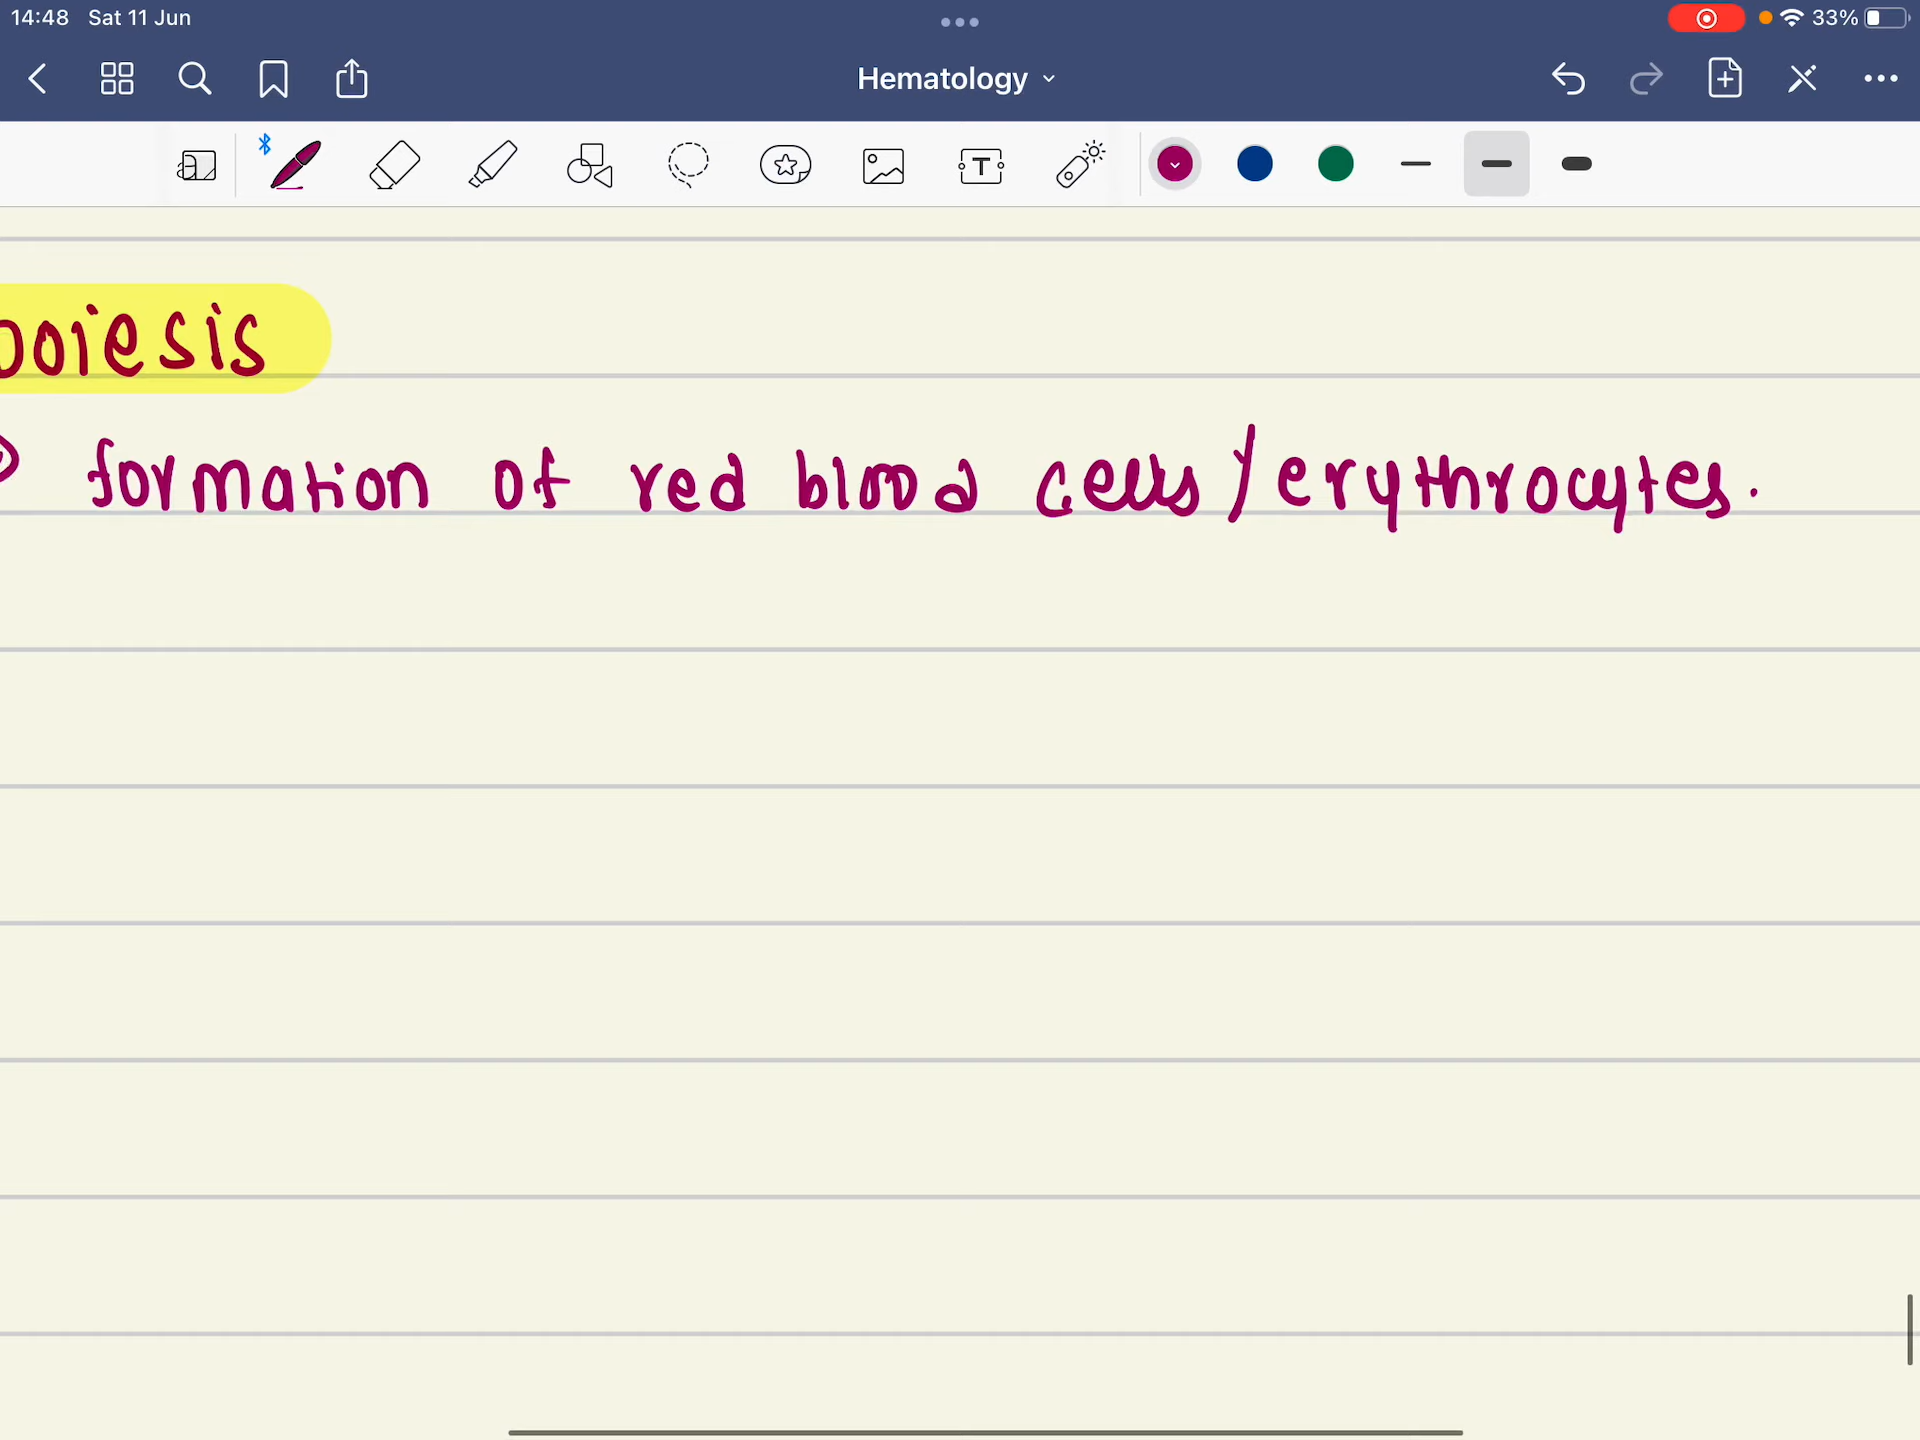 14:48 Sat 11 Jun
33%
Hematology
T
poiesis
formation of red blood cells/erythrocytes.